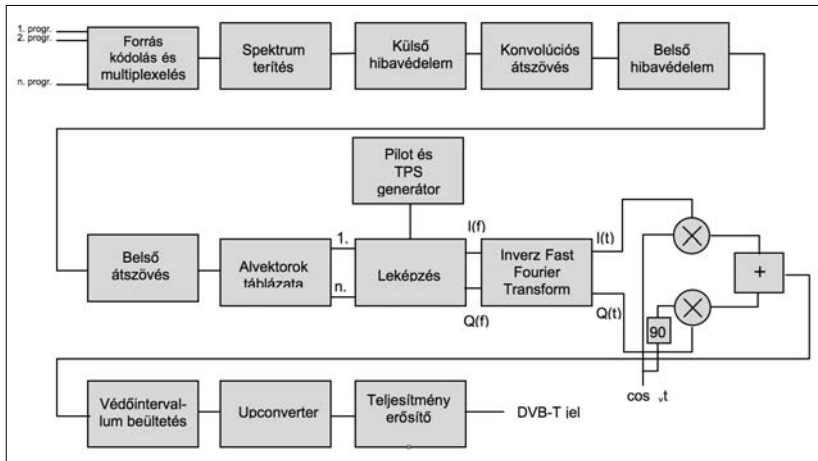 1. progr.
2. progr.
n. progr.
Forrás
kódolás és
multiplexelés
Spektrum
terítés
Külső
hibavédelem
Konvolúciós
átszövés
Belső
hibavédelem
Pilot és
TPS
generátor
Belső
átszövés
Alvektorok
táblázata
1.
n.
Leképzés
I(f)
Q(f)
Inverz Fast
Fourier
Transform
I(t)
Q(t)
90
+
cos vt
Védőinterval-
lum beültetés
Upconverter
Teljesítmény
erősítő
DVB-T jel